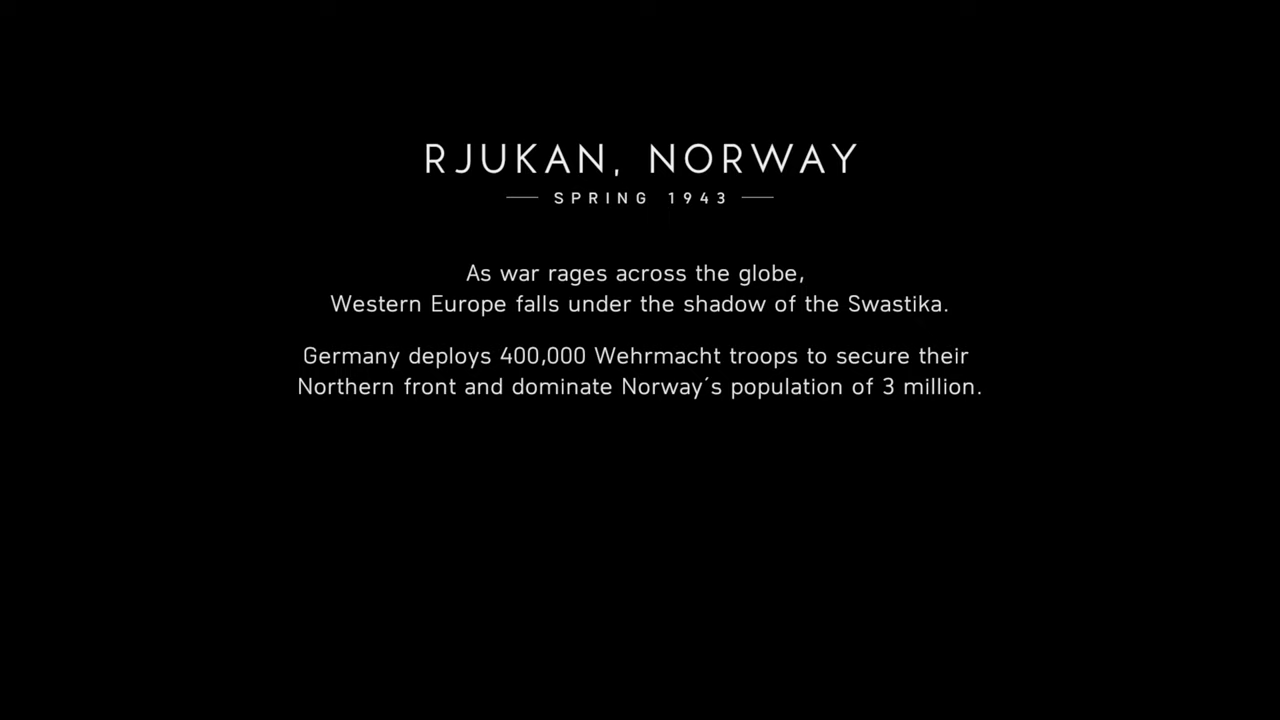 RJUKAN, NORWAY
SPRING 1943
As war rages across the globe,
Western Europe falls under the shadow of the Swastika.
Germany deploys 400,000 Wehrmacht troops to secure their
Northern front and dominate Norway´s population of 3 million.